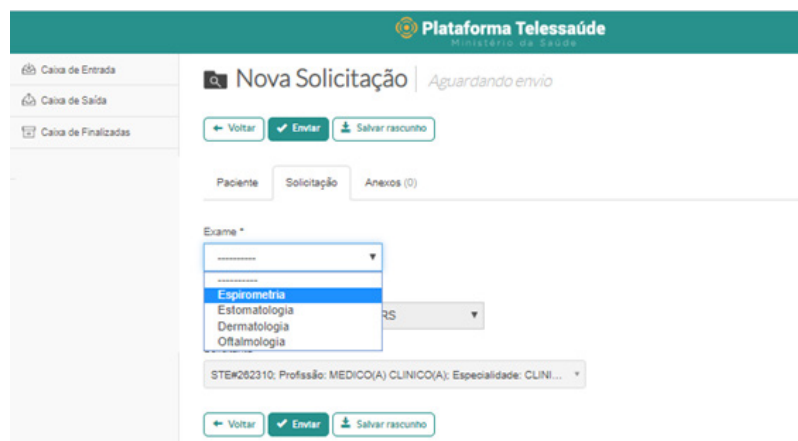 Plataforma Telessaúde
Ministério da Saúde
Caixa de Entrada
Caixa de Saída
Caixa de Finalizadas
Nova Solicitação | Aguardando envio
Voltar Enviar Salvar rascunho
Paciente Solicitação Anexos (0)
Exame *
----------
----------
Espirometria
Estomatologia
Dermatologia
Oftalmologia
RS
STE#262310; Profissão: MEDICO(A) CLINICO(A); Especialidade: CLINI...
Voltar Enviar Salvar rascunho